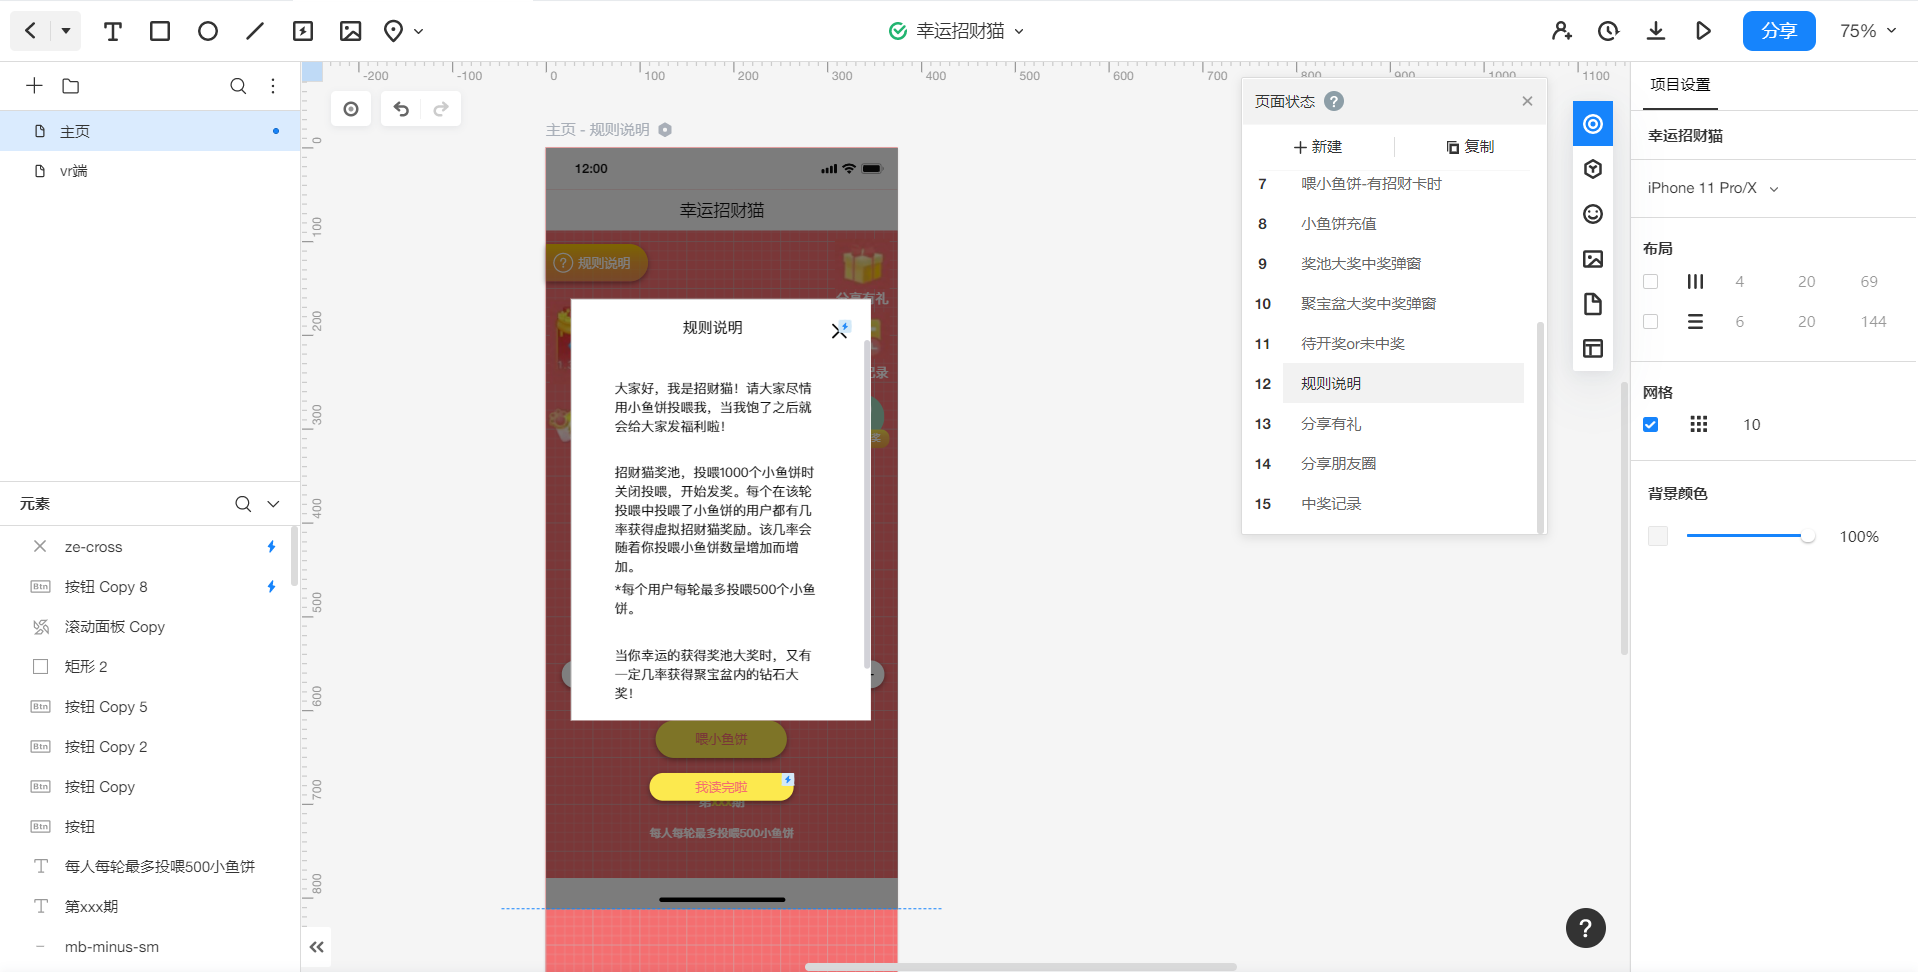 幸运招财猫
分享
75%
主页
vr端
元素
ze-cross
按钮 Copy 8
滚动面板 Copy
矩形 2
按钮 Copy 5
按钮 Copy 2
按钮 Copy
按钮
每人每轮最多投喂500小鱼饼
第xxx期
mb-minus-sm
-200 -100 0 100 200 300 400 500 600 700 800 900 1000 1100
0
100
200
300
400
500
600
700
800
主页 - 规则说明
12:00
幸运招财猫
规则说明
分享有礼
规则说明
记录
奖
大家好，我是招财猫！请大家尽情
用小鱼饼投喂我，当我饱了之后就
会给大家发福利啦！
招财猫奖池，投喂1000个小鱼饼时
关闭投喂，开始发奖。每个在该轮
投喂中投喂了小鱼饼的用户都有几
率获得虚拟招财猫奖励。该几率会
随着你投喂小鱼饼数量增加而增
加。
*每个用户每轮最多投喂500个小鱼
饼。
当你幸运的获得奖池大奖时，又有
一定几率获得聚宝盆内的钻石大
奖！
喂小鱼饼
我读完啦
第xxx期
每人每轮最多投喂500小鱼饼
页面状态
新建
复制
7 喂小鱼饼-有招财卡时
8 小鱼饼充值
9 奖池大奖中奖弹窗
10 聚宝盆大奖中奖弹窗
11 待开奖or未中奖
12 规则说明
13 分享有礼
14 分享朋友圈
15 中奖记录
项目设置
幸运招财猫
iPhone 11 Pro/X
布局
4 20 69
6 20 144
网格
10
背景颜色
100%